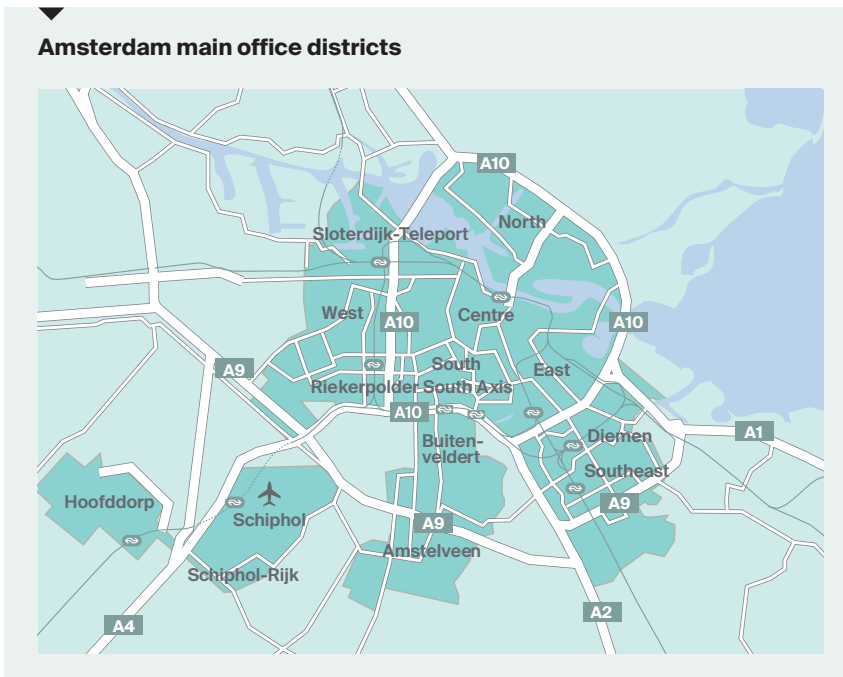 Amsterdam main office districts
A10
North
Sloterdijk-Teleport
West
A10
Centre
A10
A9
South
East
Riekerpolder
South Axis
A10
Buiten-
veldert
Diemen
A1
Southeast
Hoofddorp
Schiphol
A9
A9
Amstelveen
Schiphol-Rijk
A4
A2